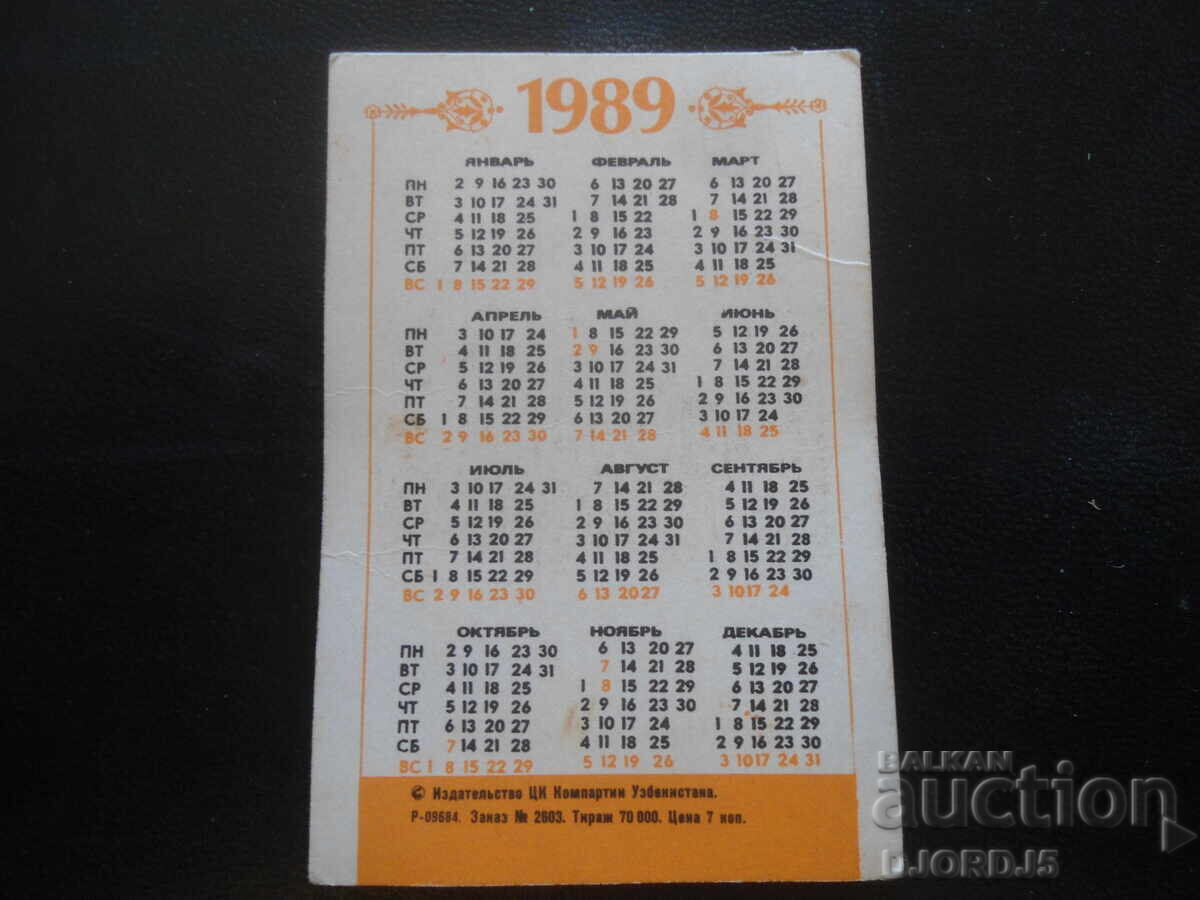 1989
ЯНВАРЬ ФЕВРАЛЬ МАРТ
ПН 2 9 16 23 30 6 13 20 27 6 13 20 27
ВТ 3 10 17 24 31 7 14 21 28 7 14 21 28
СР 4 11 18 25 1 8 15 22 1 8 15 22 29
ЧТ 5 12 19 26 2 9 16 23 2 9 16 23 30
ПТ 6 13 20 27 3 10 17 24 3 10 17 24 31
СБ 7 14 21 28 4 11 18 25 4 11 18 25
ВС 1 8 15 22 29 5 12 19 26 5 12 19 26
АПРЕЛЬ МАЙ ИЮНЬ
ПН 3 10 17 24 1 8 15 22 29 5 12 19 26
ВТ 4 11 18 25 2 9 16 23 30 6 13 20 27
СР 5 12 19 26 3 10 17 24 31 7 14 21 28
ЧТ 6 13 20 27 4 11 18 25 1 8 15 22 29
ПТ 7 14 21 28 5 12 19 26 2 9 16 23 30
СБ 1 8 15 22 29 6 13 20 27 3 10 17 24
ВС 2 9 16 23 30 7 14 21 28 4 11 18 25
ИЮЛЬ АВГУСТ СЕНТЯБРЬ
ПН 3 10 17 24 31 7 14 21 28 4 11 18 25
ВТ 4 11 18 25 1 8 15 22 29 5 12 19 26
СР 5 12 19 26 2 9 16 23 30 6 13 20 27
ЧТ 6 13 20 27 3 10 17 24 31 7 14 21 28
ПТ 7 14 21 28 4 11 18 25 1 8 15 22 29
СБ 1 8 15 22 29 5 12 19 26 2 9 16 23 30
ВС 2 9 16 23 30 6 13 20 27 3 10 17 24
ОКТЯБРЬ НОЯБРЬ ДЕКАБРЬ
ПН 2 9 16 23 30 6 13 20 27 4 11 18 25
ВТ 3 10 17 24 31 7 14 21 28 5 12 19 26
СР 4 11 18 25 1 8 15 22 29 6 13 20 27
ЧТ 5 12 19 26 2 9 16 23 30 7 14 21 28
ПТ 6 13 20 27 3 10 17 24 1 8 15 22 29
СБ 7 14 21 28 4 11 18 25 2 9 16 23 30
ВС 1 8 15 22 29 5 12 19 26 3 10 17 24 31
© Издательство ЦК Компартии Узбекистана.
Р-09684. Заказ № 2603. Тираж 70 000. Цена 7 коп.
BALKAN
auction
DJORDJ5